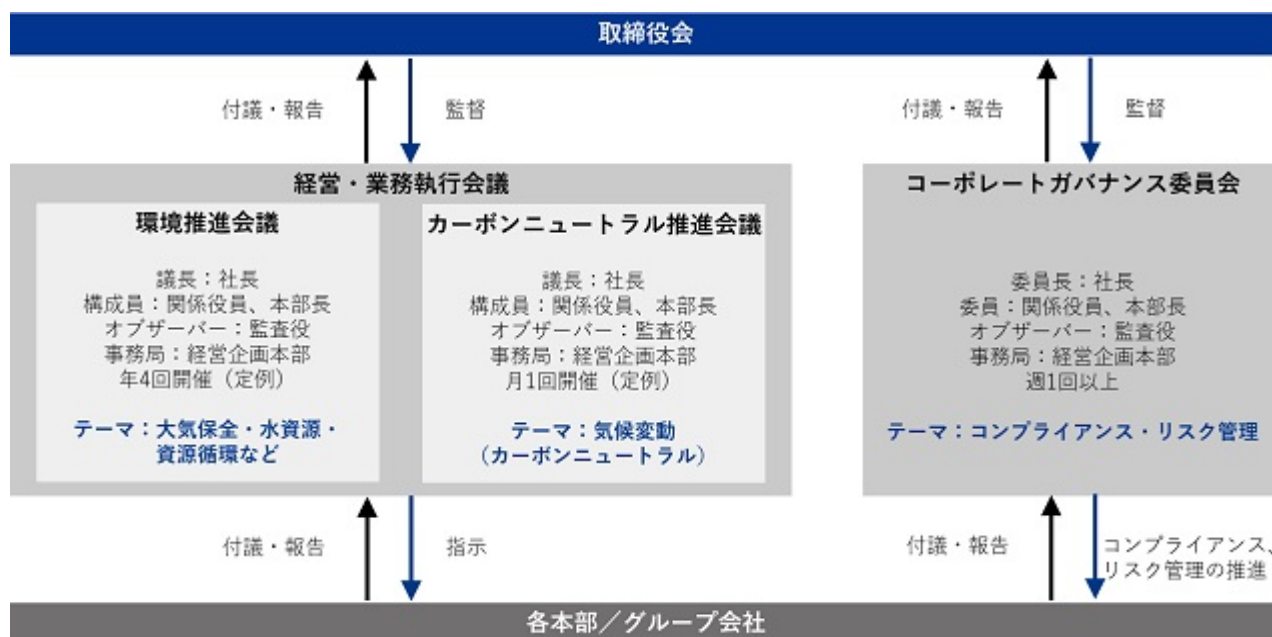 取締役会
付議・報告
監督
付議・報告
監督
経営・業務執行会議
環境推進会議
議長：社長
構成員：関係役員、本部長
オブザーバー：監査役
事務局：経営企画本部
年4回開催（定例）
テーマ：大気保全・水資源・
資源循環など
カーボンニュートラル推進会議
議長：社長
構成員：関係役員、本部長
オブザーバー：監査役
事務局：経営企画本部
月1回開催（定例）
テーマ：気候変動
（カーボンニュートラル）
コーポレートガバナンス委員会
委員長：社長
委員：関係役員、本部長
オブザーバー：監査役
事務局：経営企画本部
週1回以上
テーマ：コンプライアンス・リスク管理
付議・報告
指示
付議・報告
コンプライアンス、
リスク管理の推進
各本部／グループ会社